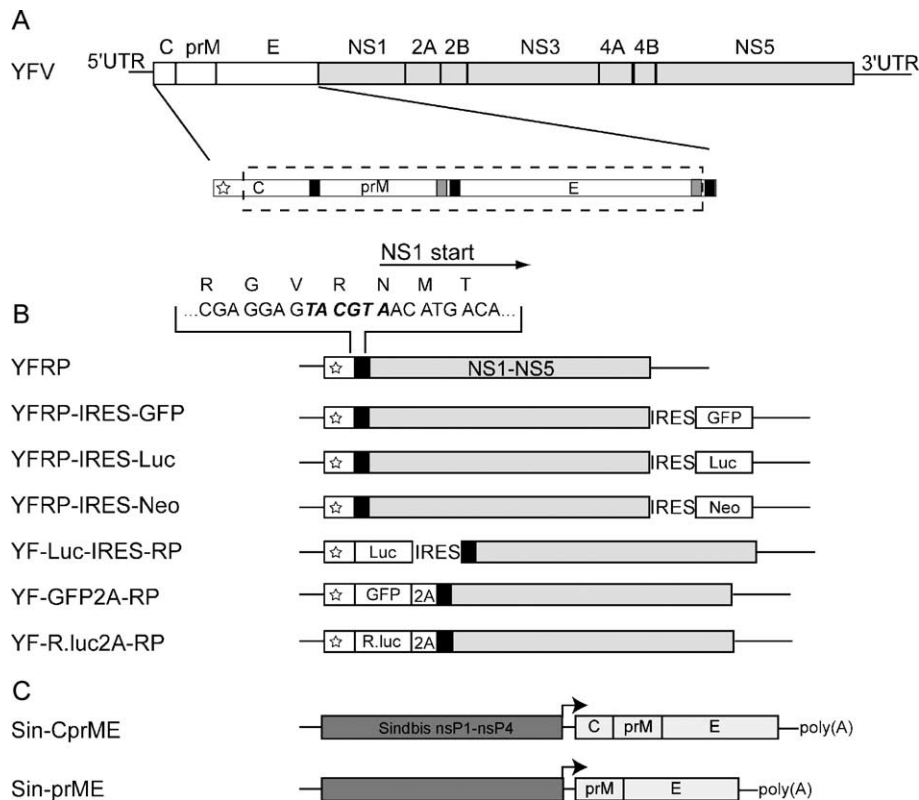 A
C prM E NS1 2A 2B NS3 4A 4B NS5
YFV 5'UTR 3'UTR
C prM E
NS1 start
R G V R N M T
...CGA GGA GTA CGT AAC ATG ACA...
B
YFRP NS1-NS5
YFRP-IRES-GFP IRES GFP
YFRP-IRES-Luc IRES Luc
YFRP-IRES-Neo IRES Neo
YF-Luc-IRES-RP Luc IRES
YF-GFP2A-RP GFP 2A
YF-R.luc2A-RP R.luc 2A
C
Sin-CprME Sindbis nsP1-nsP4 C prM E poly(A)
Sin-prME prM E poly(A)